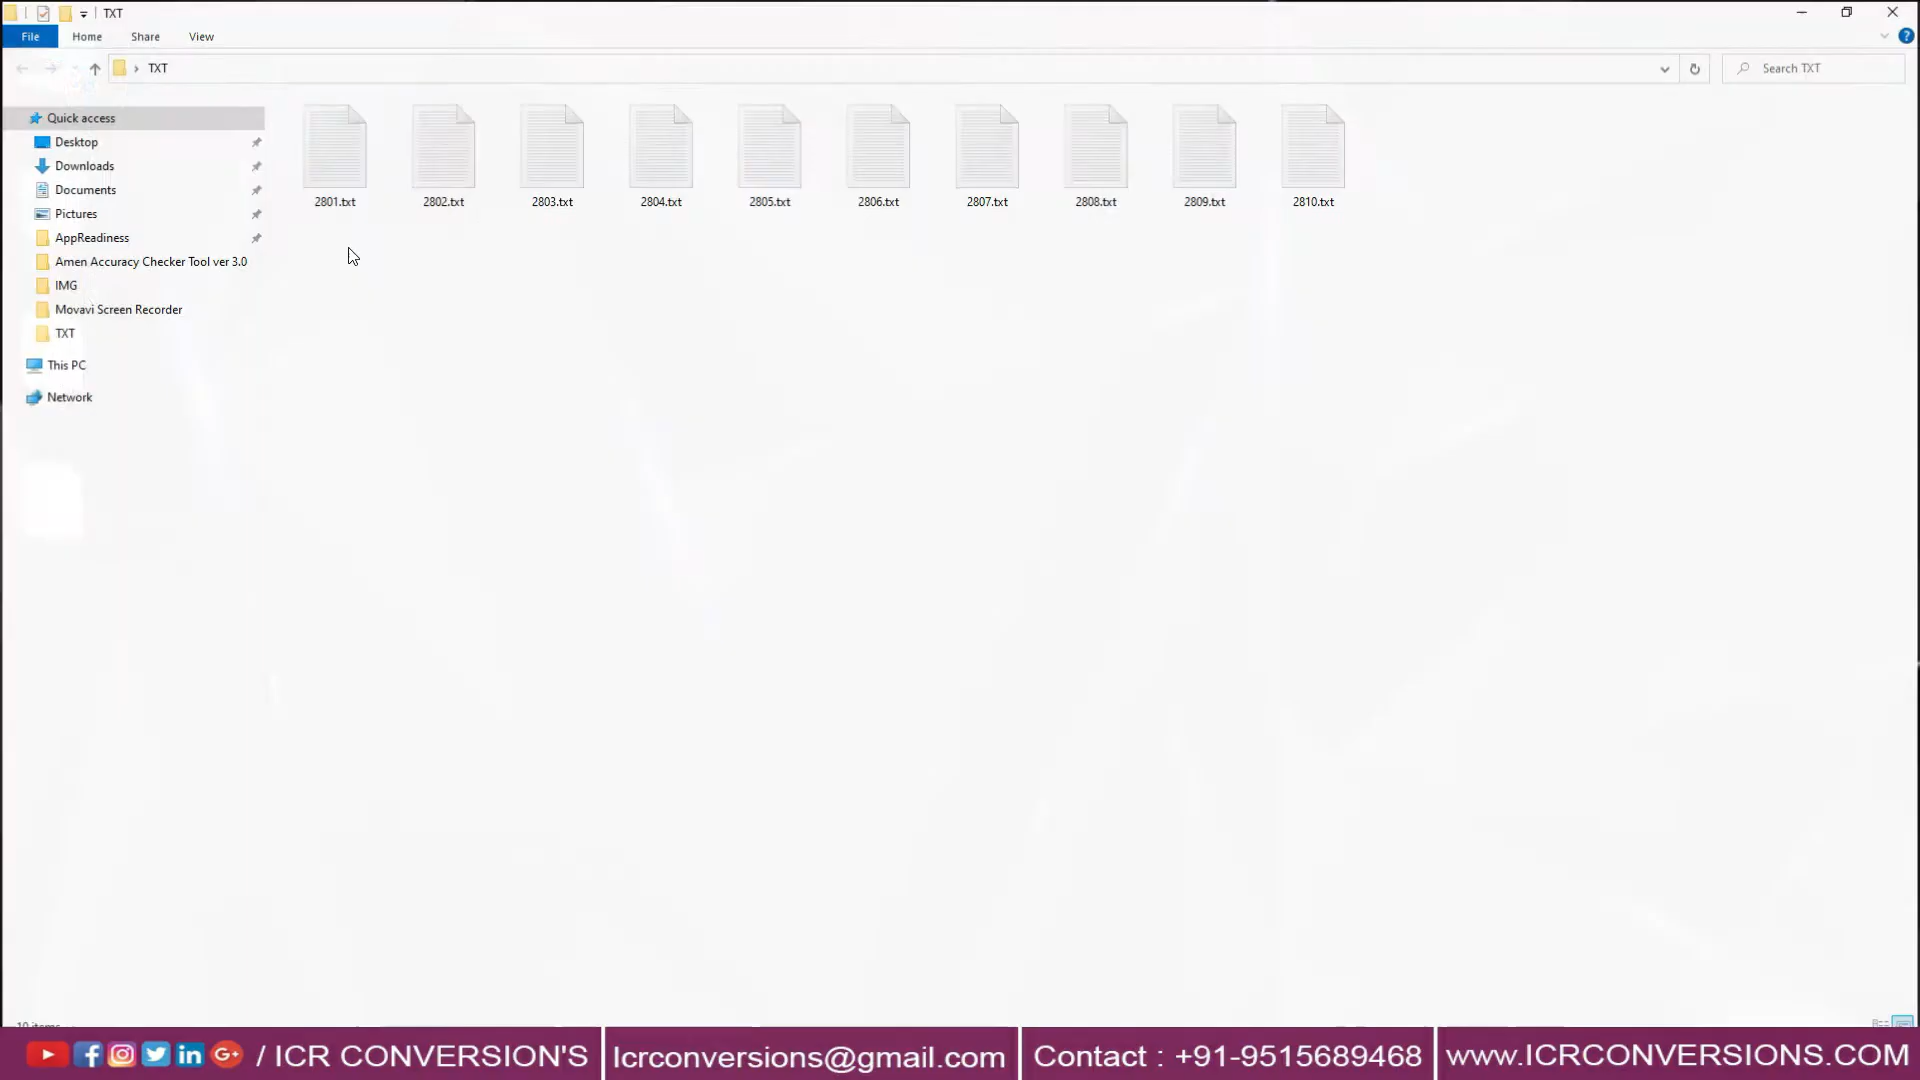 TXT
File Home Share View
TXT
Search TXT
Quick access
Desktop
Downloads
Documents
Pictures
AppReadiness
Amen Accuracy Checker Tool ver 3.0
IMG
Movavi Screen Recorder
TXT
This PC
Network
2801.txt 2802.txt 2803.txt 2804.txt 2805.txt 2806.txt 2807.txt 2808.txt 2809.txt 2810.txt
10 items
/ ICR CONVERSION'S Icrconversions@gmail.com Contact : +91-9515689468 www.ICRCONVERSIONS.COM